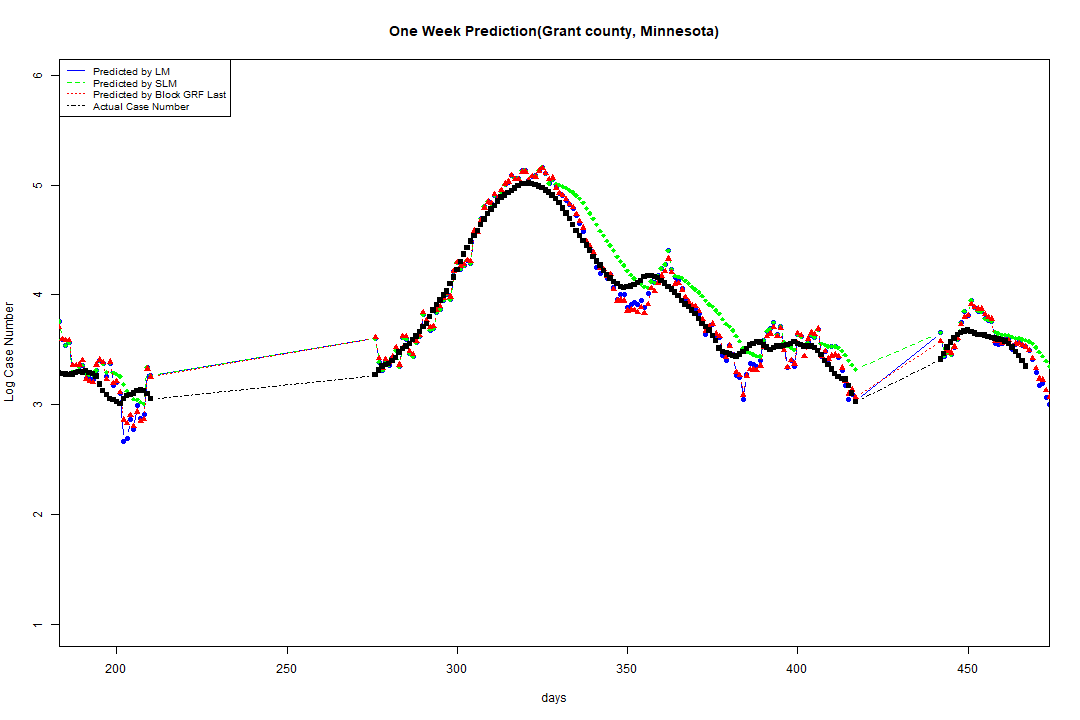 One Week Prediction(Grant county, Minnesota)
Predicted by LM
Predicted by SLM
Predicted by Block GRF Last
Actual Case Number
6
5
4
3
2
1
Log Case Number
200 250 300 350 400 450
days